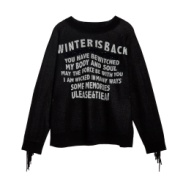 WINTER IS BACK
YOU HAVE BEWITCHED
MY BODY AND SOUL
MAY THE FORCE BE WITH YOU
I AM WICKED IN MANY WAYS
SOME MEMORIES